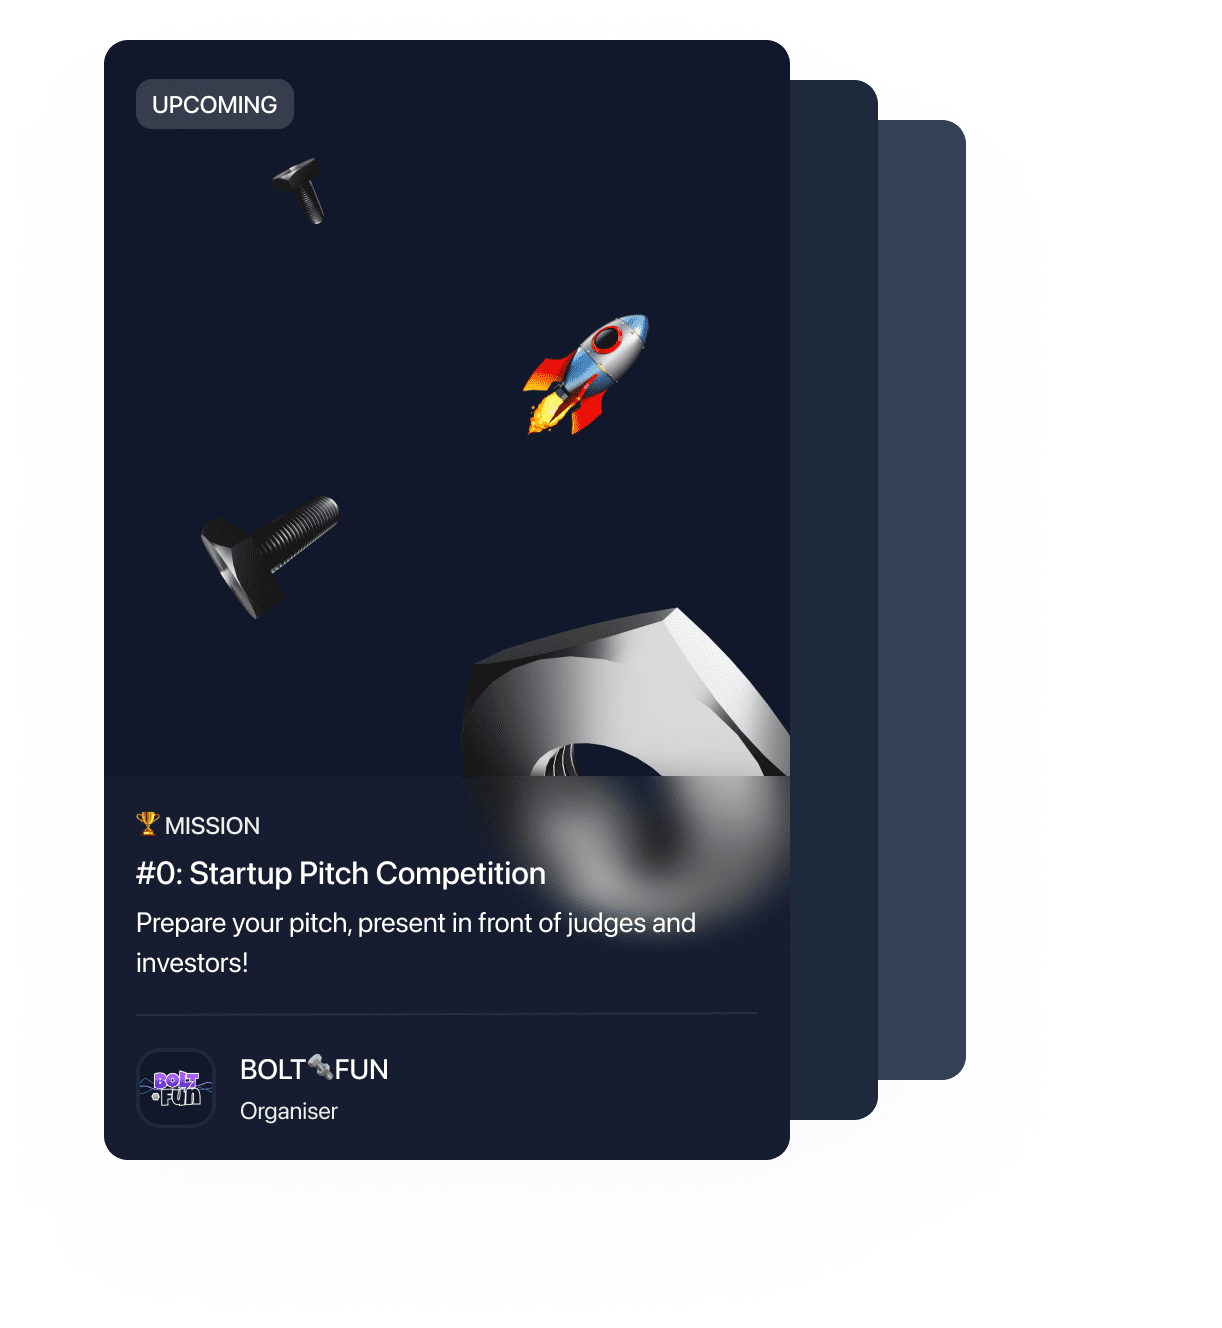 UPCOMING
🏆 MISSION
#0: Startup Pitch Competition
Prepare your pitch, present in front of judges and
investors!
BOLT
FUN
BOLT🔩FUN
Organiser